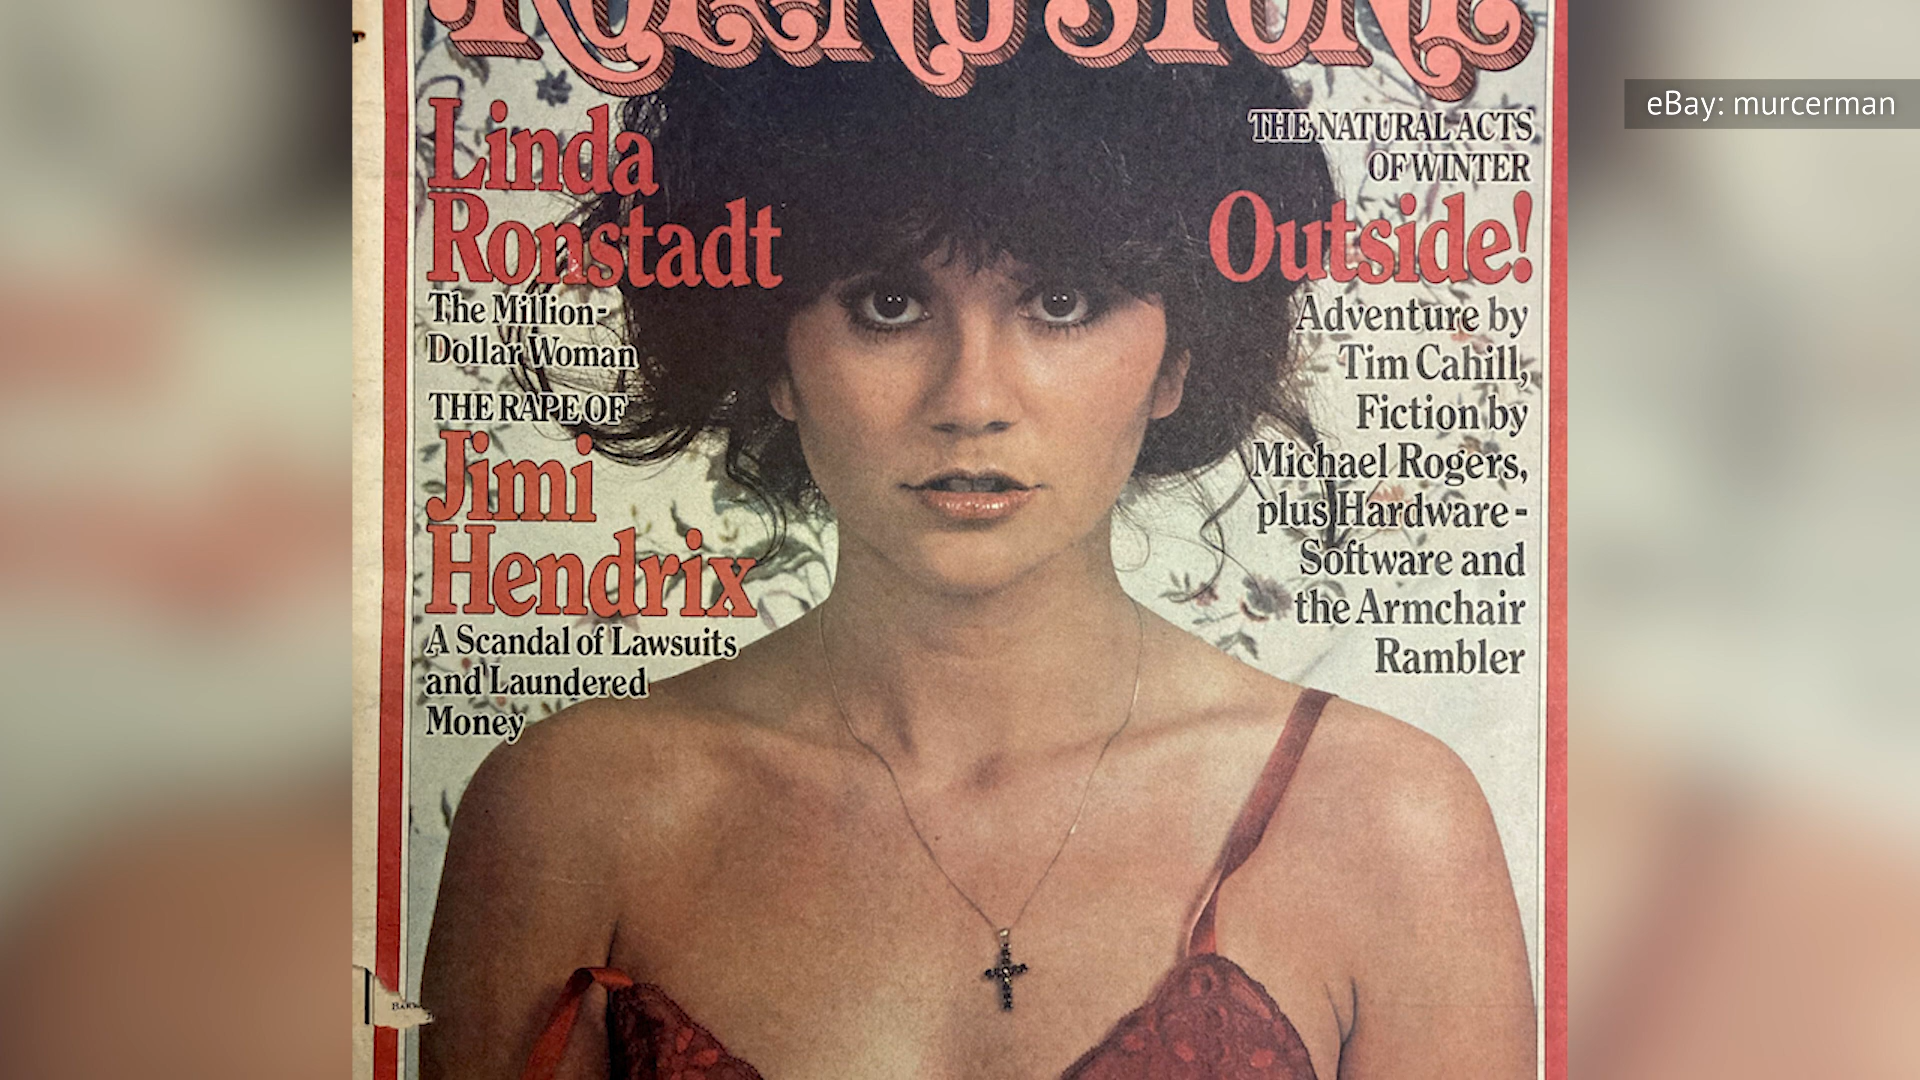 ROLLING STONE
eBay: murcerman
Linda
Ronstadt
The Million-
Dollar Woman
THE RAPE OF
Jimi
Hendrix
A Scandal of Lawsuits
and Laundered
Money
THE NATURAL ACTS
OF WINTER
Outside!
Adventure by
Tim Cahill,
Fiction by
Michael Rogers,
plus Hardware-
Software and
the Armchair
Rambler